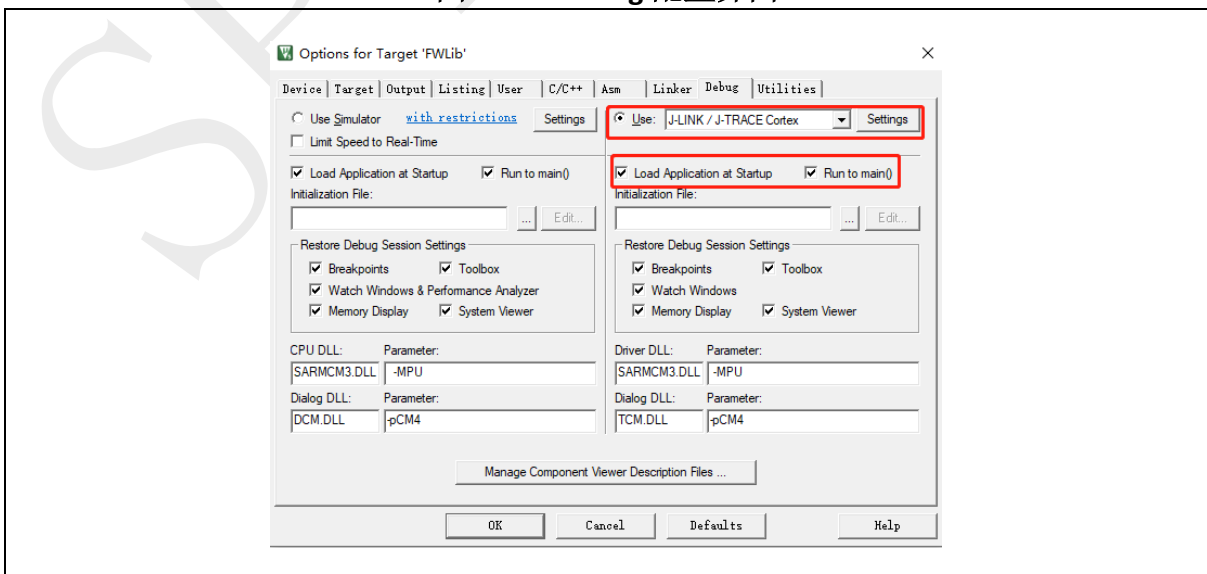 Options for Target 'FWLib'
Device Target Output Listing User C/C++ Asm Linker Debug Utilities
Use Simulator with restrictions Settings
Use: J-LINK / J-TRACE Cortex Settings
Limit Speed to Real-Time
Load Application at Startup Run to main()
Load Application at Startup Run to main()
Initialization File:
Initialization File:
... Edit...
... Edit...
Restore Debug Session Settings
Restore Debug Session Settings
Breakpoints Toolbox
Breakpoints Toolbox
Watch Windows & Performance Analyzer
Watch Windows
Memory Display System Viewer
Memory Display System Viewer
CPU DLL: Parameter:
Driver DLL: Parameter:
SARMCM3.DLL -MPU
SARMCM3.DLL -MPU
Dialog DLL: Parameter:
Dialog DLL: Parameter:
DCM.DLL -pCM4
TCM.DLL -pCM4
Manage Component Viewer Description Files ...
OK Cancel Defaults Help